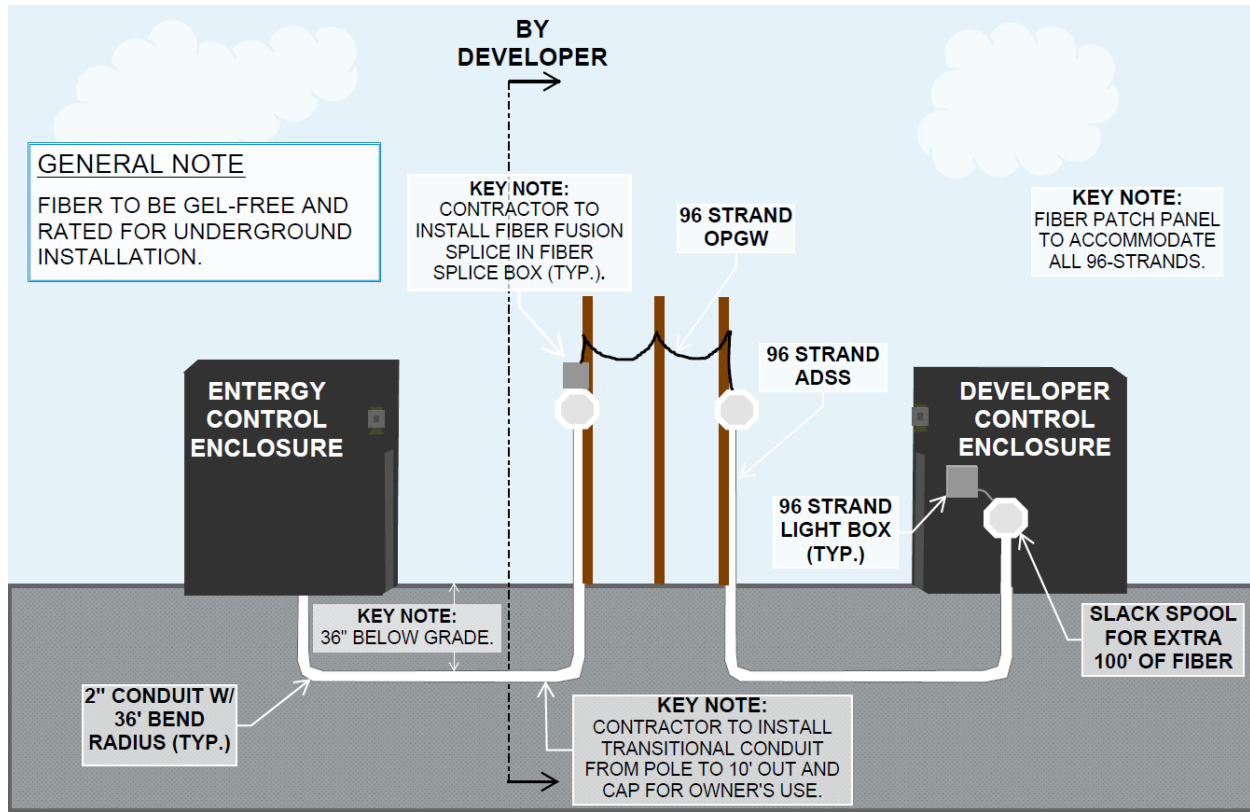 BY
DEVELOPER
GENERAL NOTE
FIBER TO BE GEL-FREE AND
RATED FOR UNDERGROUND
INSTALLATION.
KEY NOTE:
CONTRACTOR TO
INSTALL FIBER FUSION
SPLICE IN FIBER
SPLICE BOX (TYP.).
96 STRAND
OPGW
KEY NOTE:
FIBER PATCH PANEL
TO ACCOMMODATE
ALL 96-STRANDS.
96 STRAND
ADSS
ENTERGY
CONTROL
ENCLOSURE
DEVELOPER
CONTROL
ENCLOSURE
96 STRAND
LIGHT BOX
(TYP.)
KEY NOTE:
36" BELOW GRADE.
SLACK SPOOL
FOR EXTRA
100' OF FIBER
2" CONDUIT W/
36' BEND
RADIUS (TYP.)
KEY NOTE:
CONTRACTOR TO INSTALL
TRANSITIONAL CONDUIT
FROM POLE TO 10' OUT AND
CAP FOR OWNER'S USE.